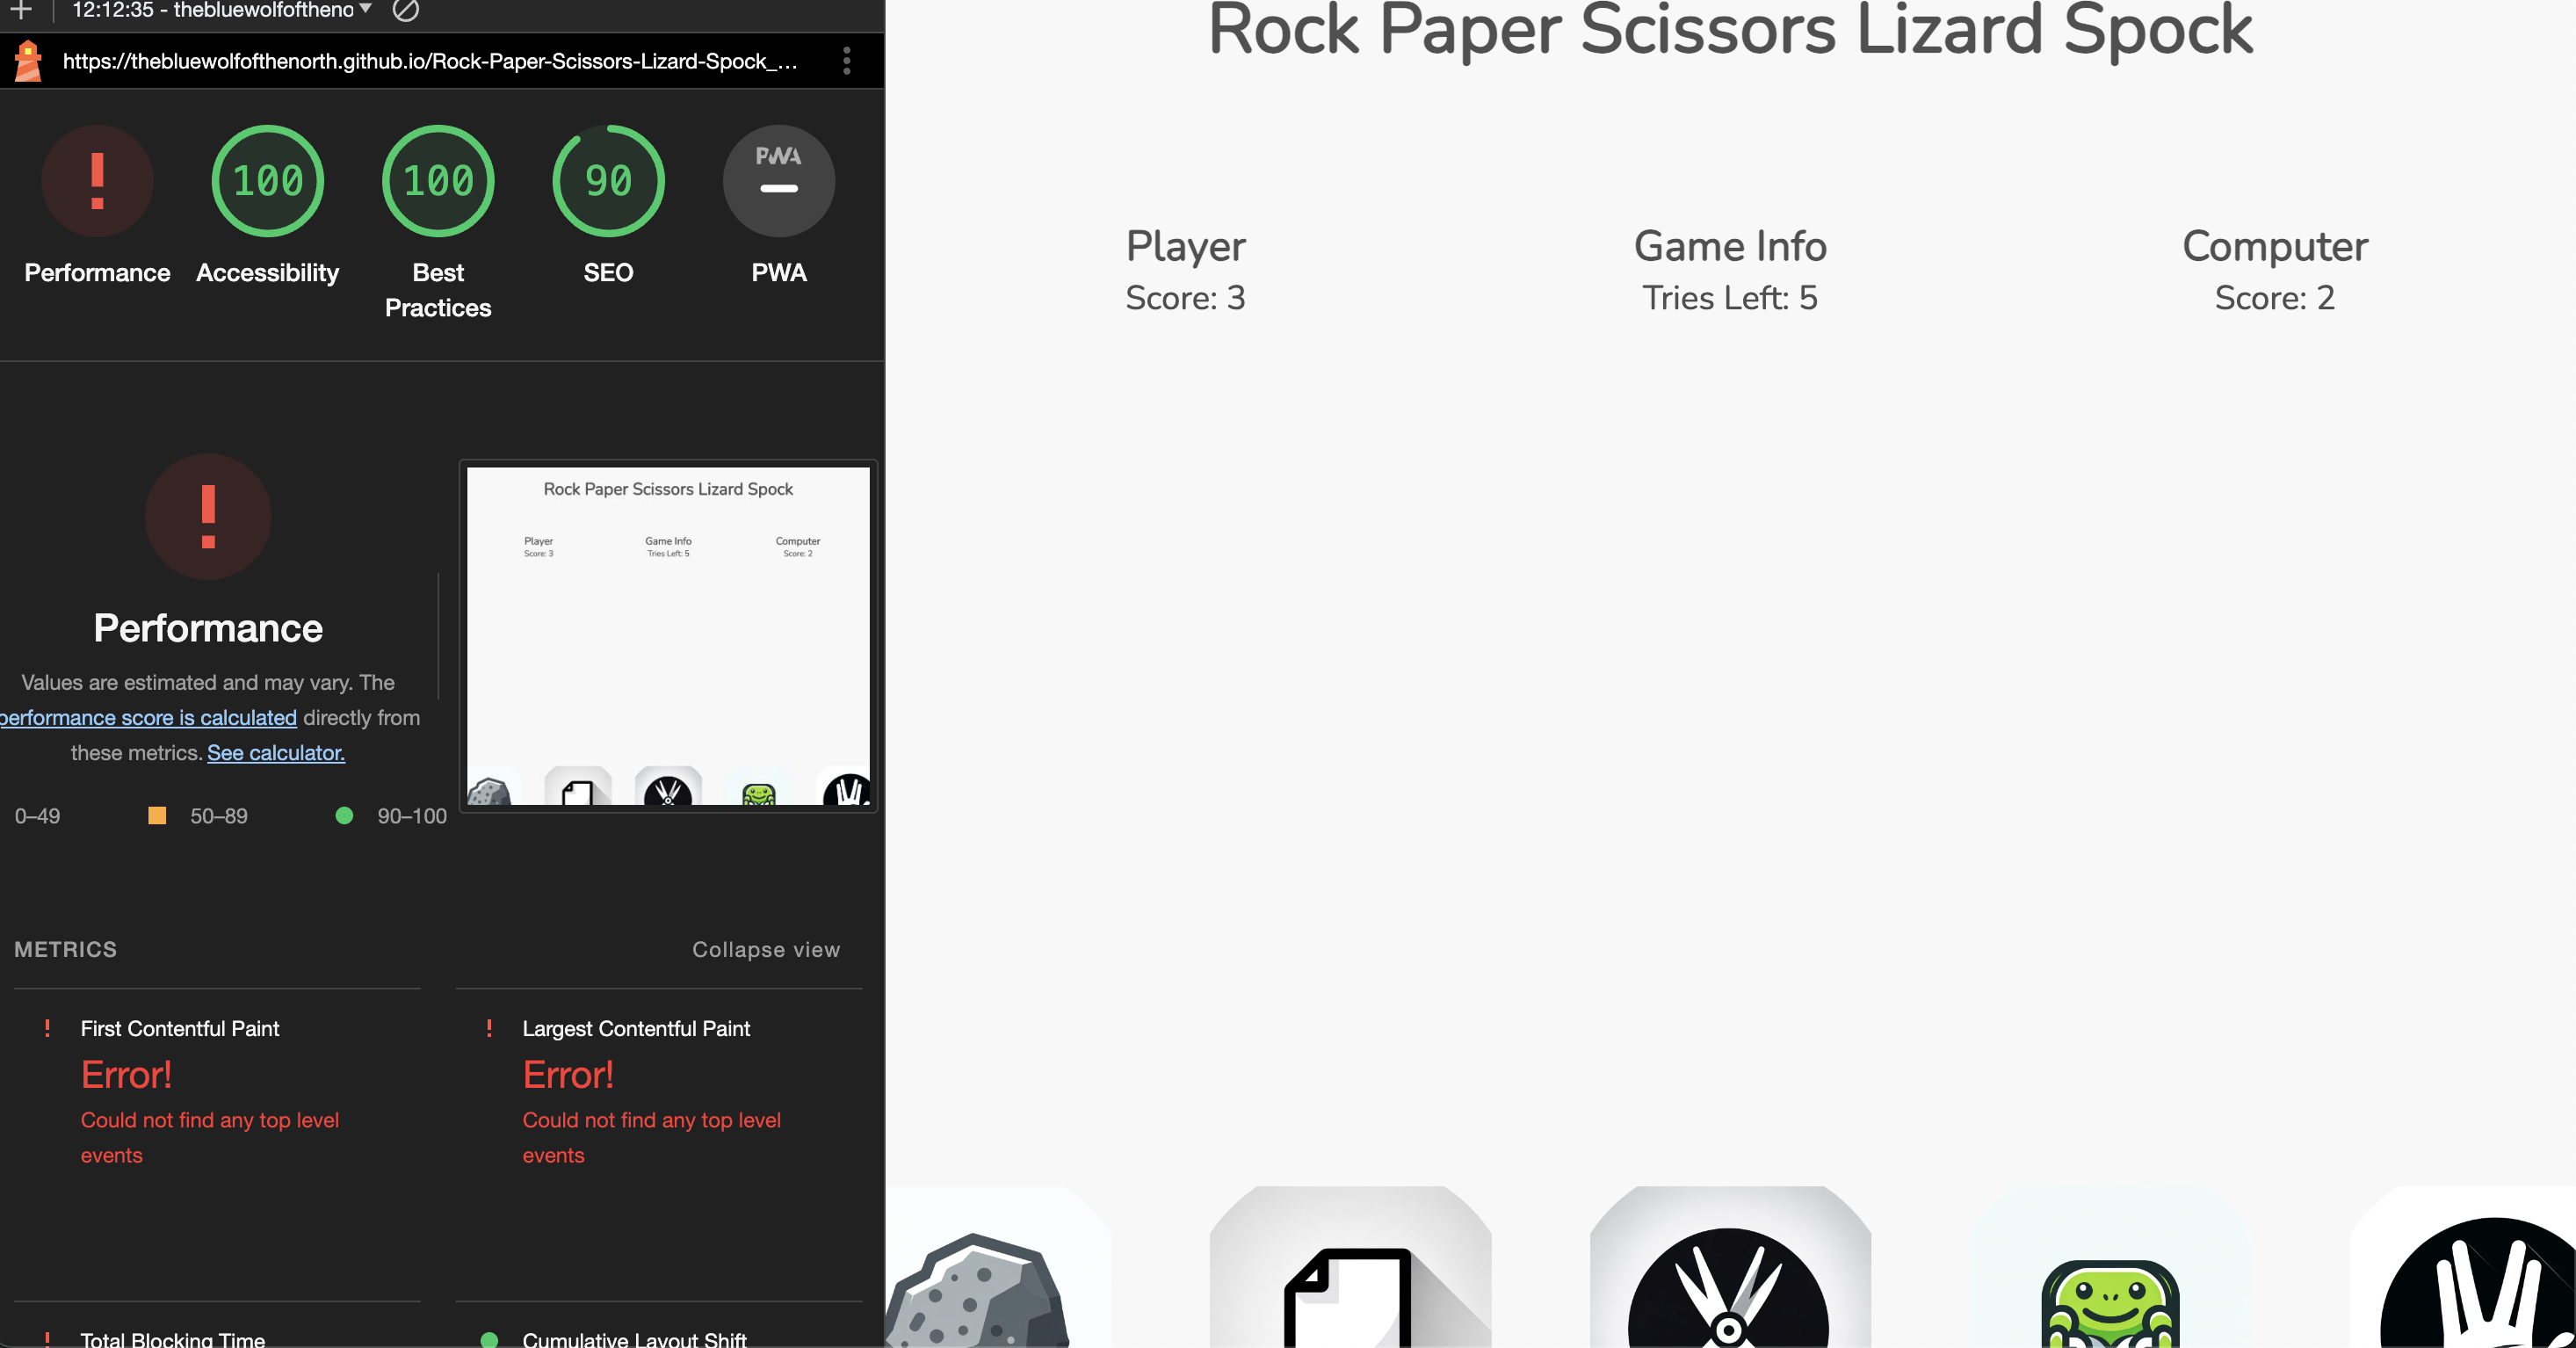 12:12:35 - thebluewolfoftheno
https://thebluewolfofthenorth.github.io/Rock-Paper-Scissors-Lizard-Spock_...
100
100
90
PWA
Performance
Accessibility
Best
Practices
SEO
PWA
Performance
Values are estimated and may vary. The
performance score is calculated directly from
these metrics. See calculator.
0–49
50–89
90–100
Rock Paper Scissors Lizard Spock
Player
Score: 3
Game Info
Tries Left: 5
Computer
Score: 2
METRICS
Collapse view
First Contentful Paint
Error!
Could not find any top level
events
Largest Contentful Paint
Error!
Could not find any top level
events
Total Blocking Time
Cumulative Layout Shift
Rock Paper Scissors Lizard Spock
Player
Score: 3
Game Info
Tries Left: 5
Computer
Score: 2